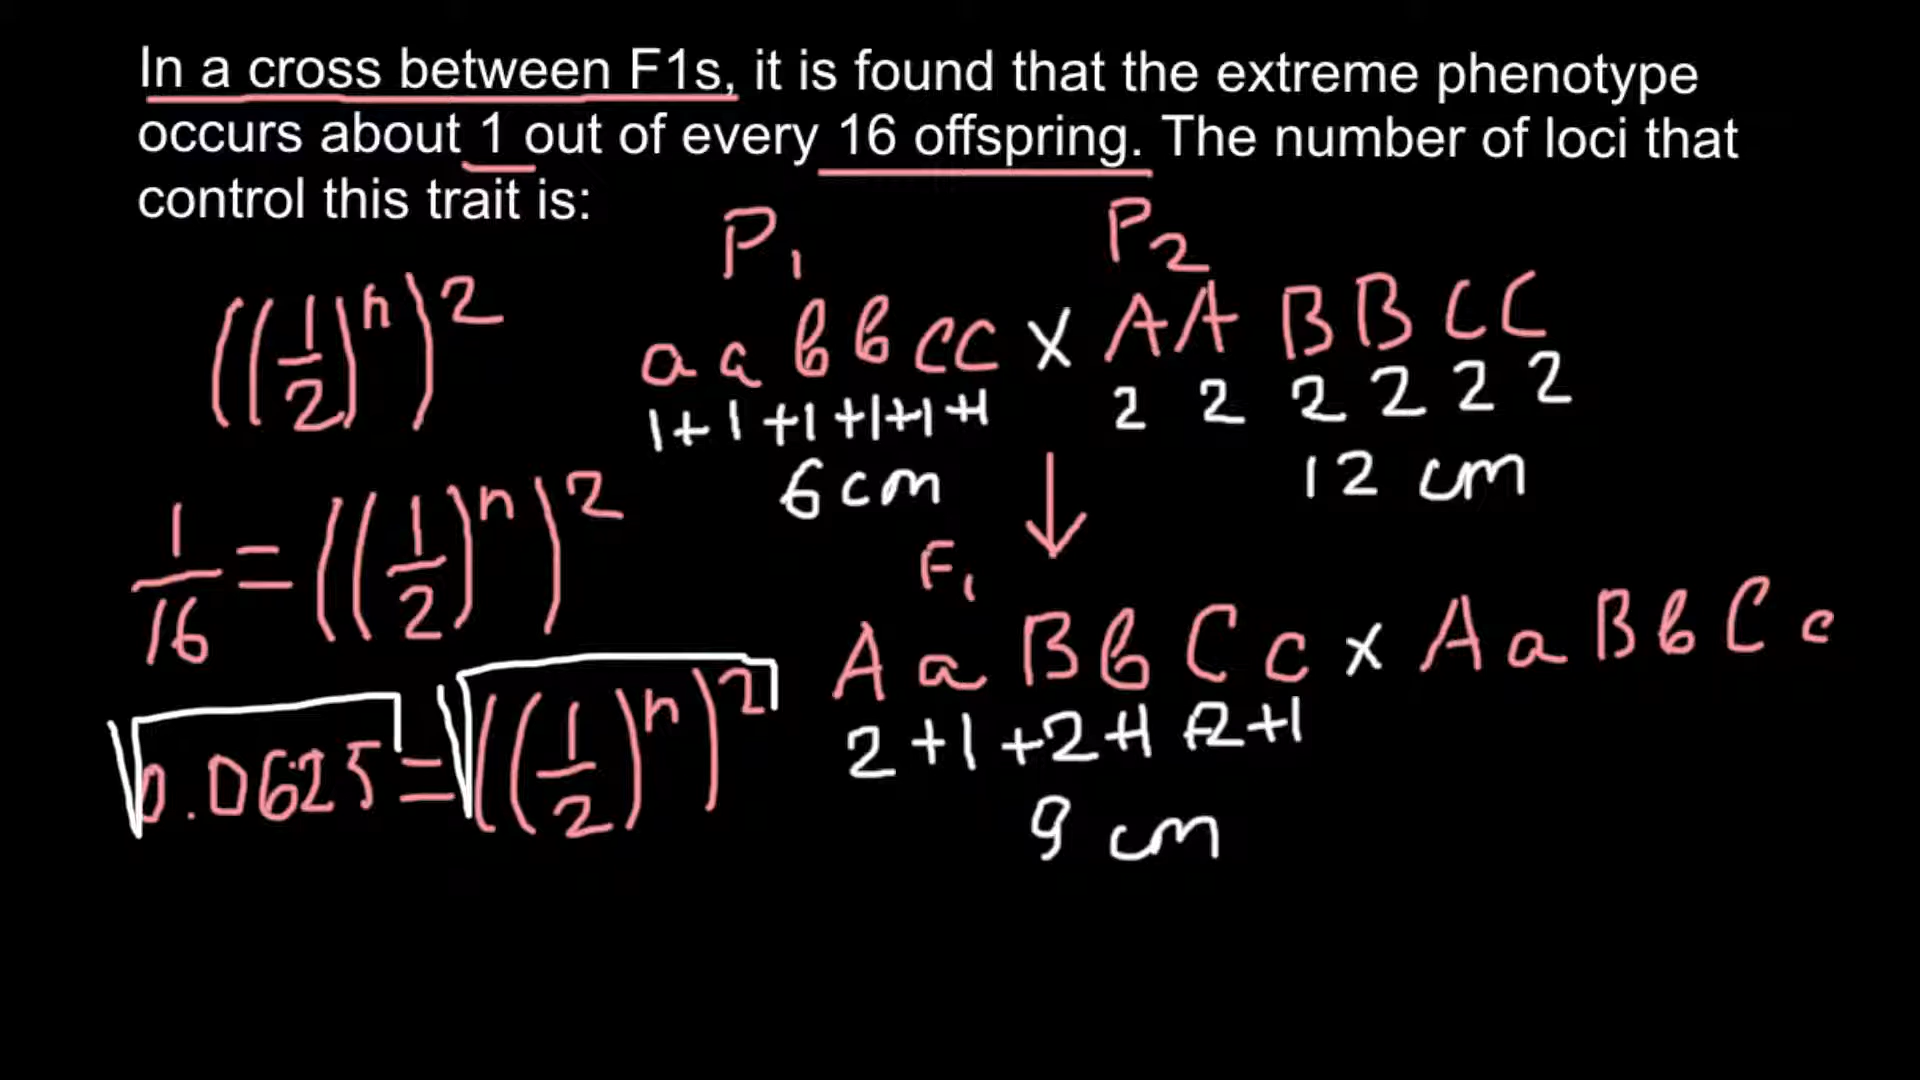 In a cross between F1s, it is found that the extreme phenotype
occurs about 1 out of every 16 offspring. The number of loci that
control this trait is:
P1 P2
((1/2)^n)^2
aabbcc x AABBCC
1+1+1+1+1+1 2 2 2 2 2 2
6cm 12 cm
1/16=((1/2)^n)^2
F1
AaBbCc x AaBbCc
√0.0625=√((1/2)^n)^2
2+1+2+1+2+1
9 cm